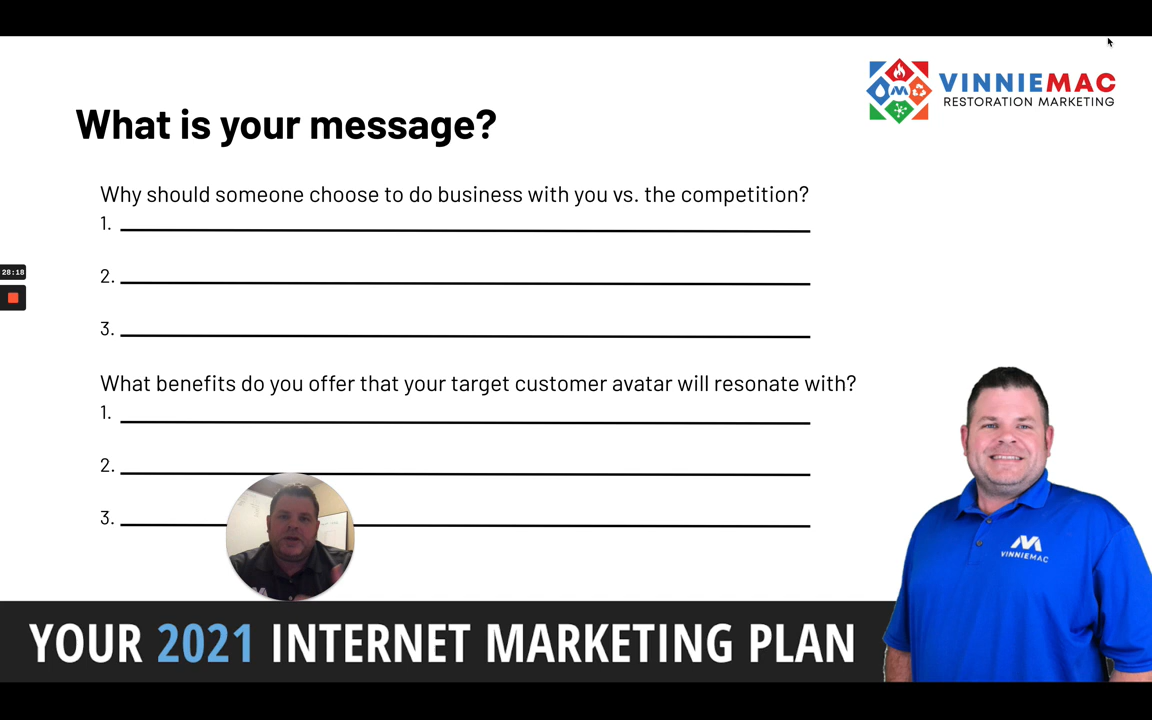 VINNIEMAC
RESTORATION MARKETING
What is your message?
Why should someone choose to do business with you vs. the competition?
1.
2.
3.
28:18
What benefits do you offer that your target customer avatar will resonate with?
1.
2.
3.
VINNIEMAC
YOUR 2021 INTERNET MARKETING PLAN